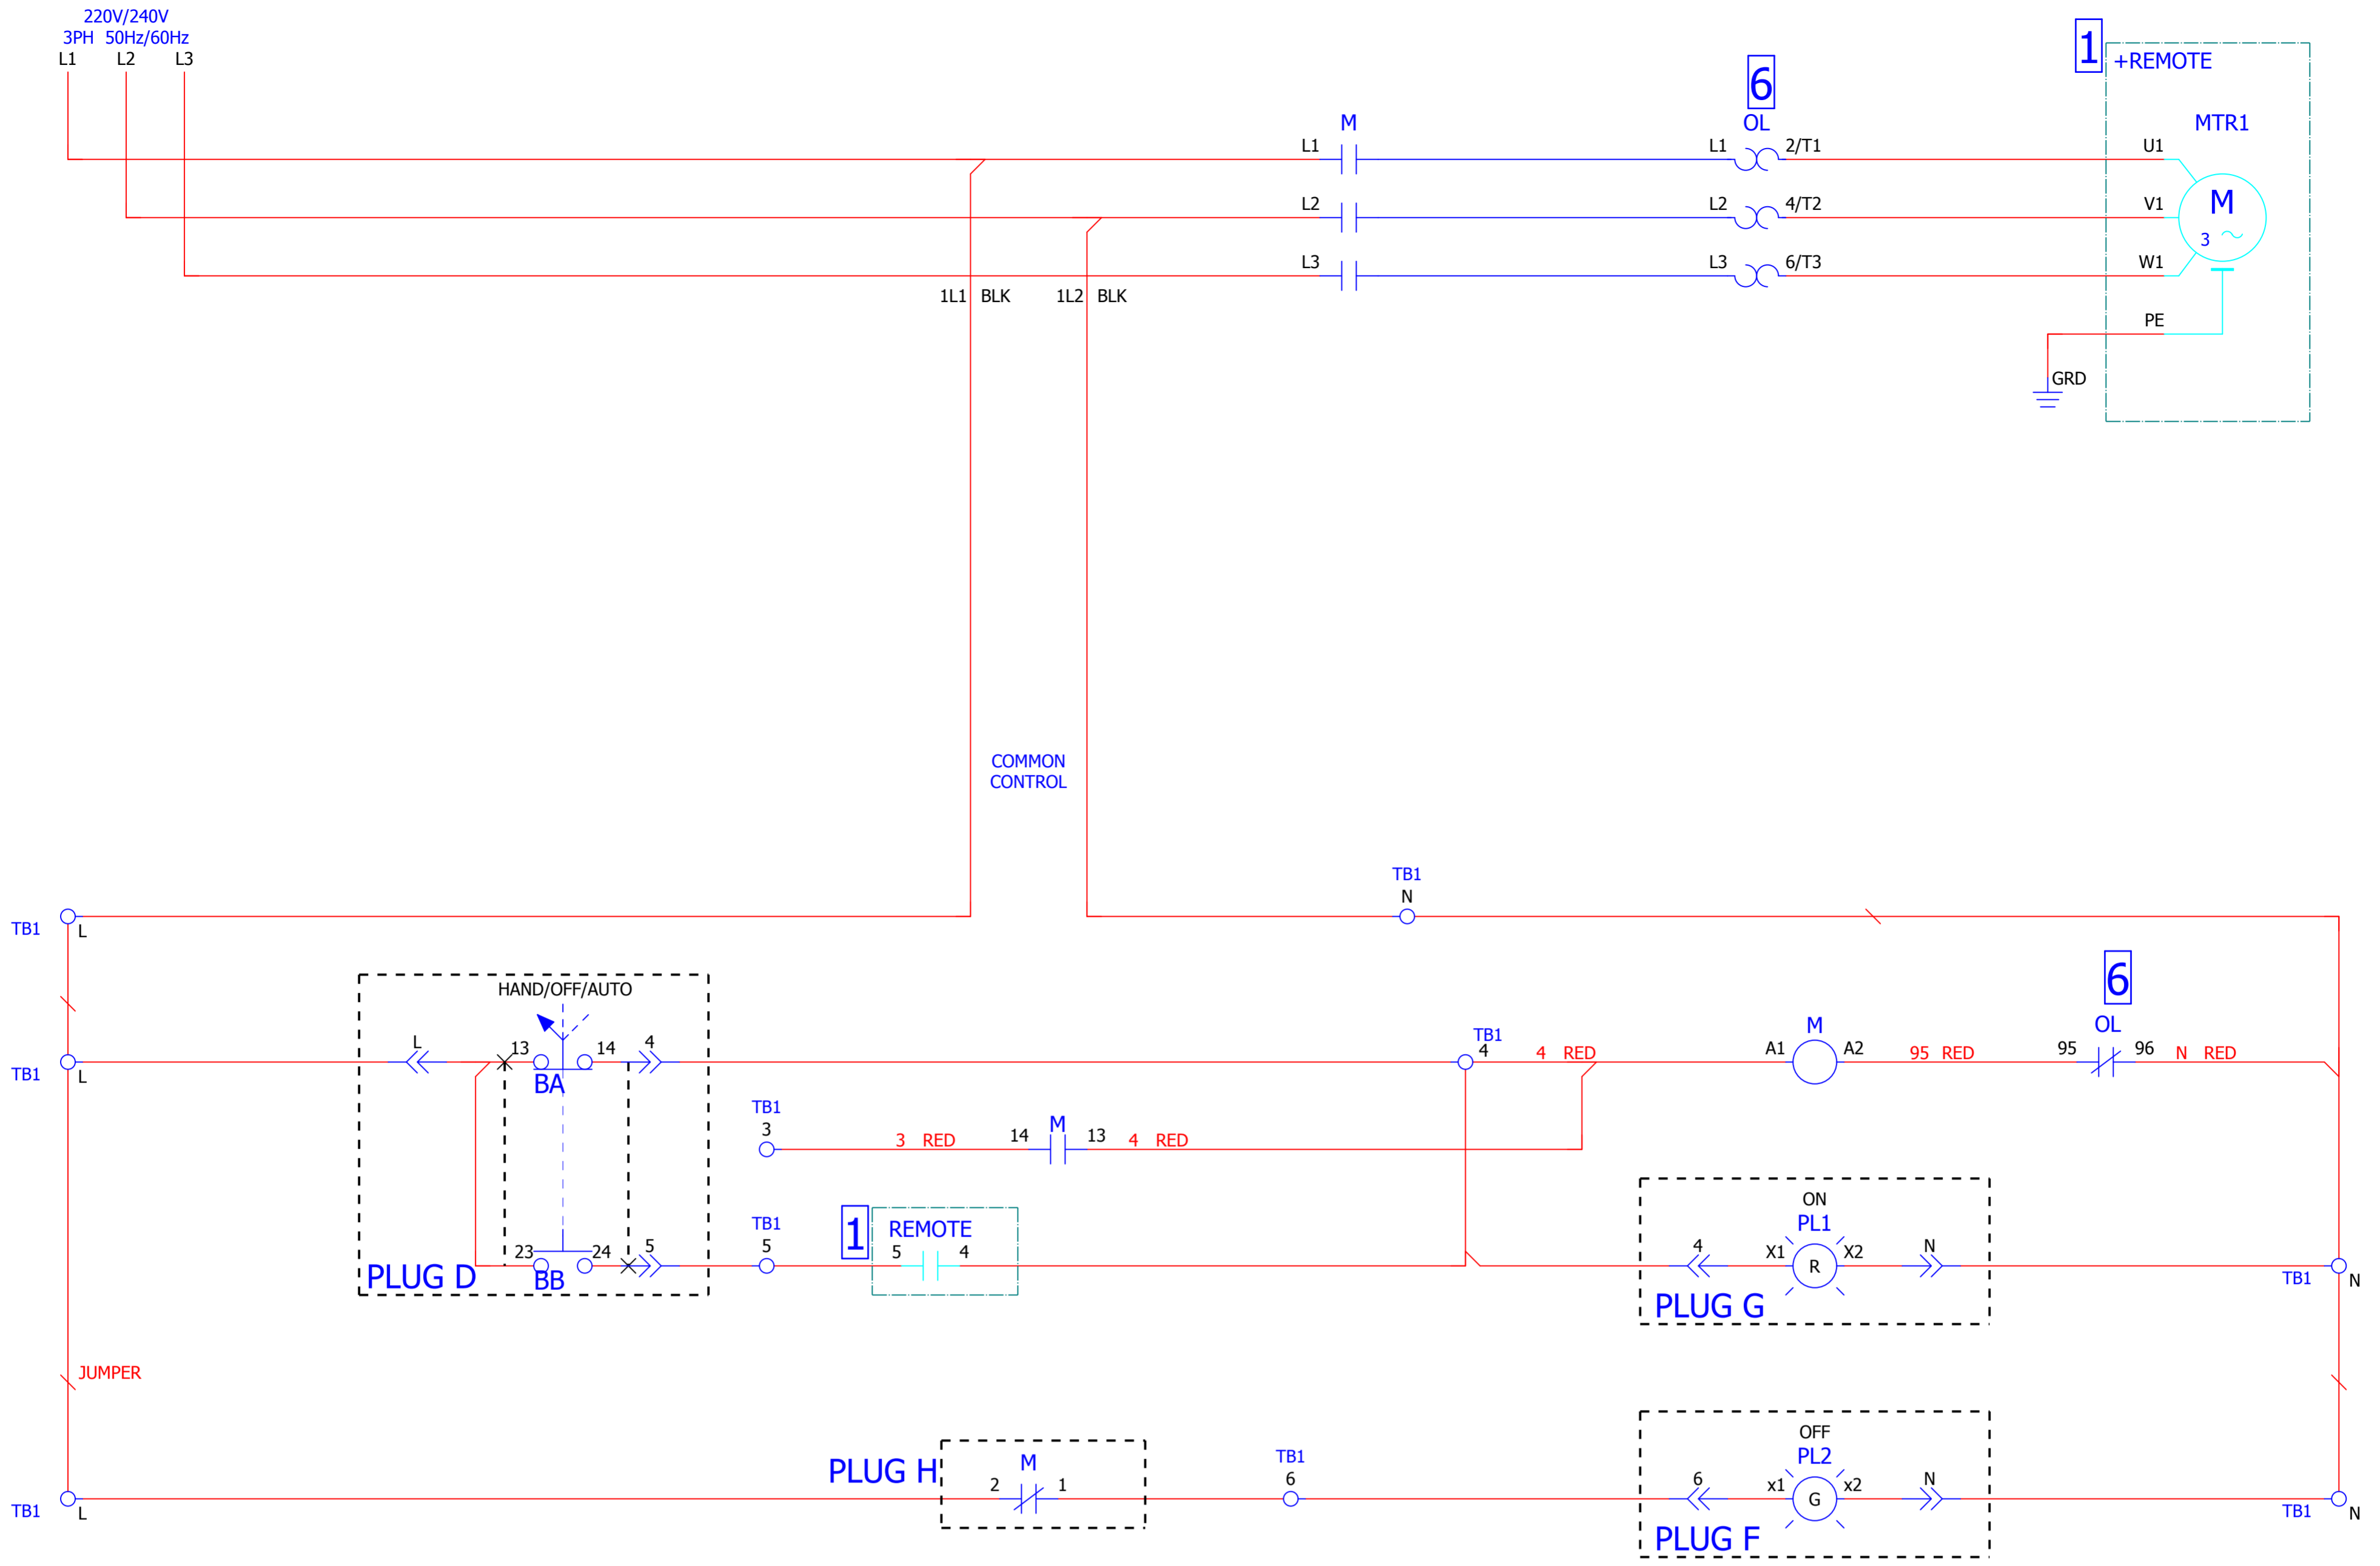 220V/240V
3PH 50Hz/60Hz
L1 L2 L3
1
+REMOTE
6
M
OL
MTR1
L1
L1
2/T1
U1
L2
L2
4/T2
V1
M
3
L3
L3
6/T3
W1
1L1 BLK
1L2 BLK
PE
GRD
COMMON
CONTROL
TB1
N
TB1
L
HAND/OFF/AUTO
6
L
13
14
4
BA
TB1
4
4 RED
M
A1
A2
95 RED
OL
95
96
N RED
TB1
L
TB1
3
3 RED
14
M
13
4 RED
TB1
5
1
REMOTE
5
4
23
24
5
BB
PLUG D
ON
PL1
4
X1
R
X2
N
PLUG G
TB1
N
JUMPER
PLUG H
M
2
1
TB1
6
OFF
PL2
6
x1
G
x2
N
PLUG F
TB1
L
TB1
N